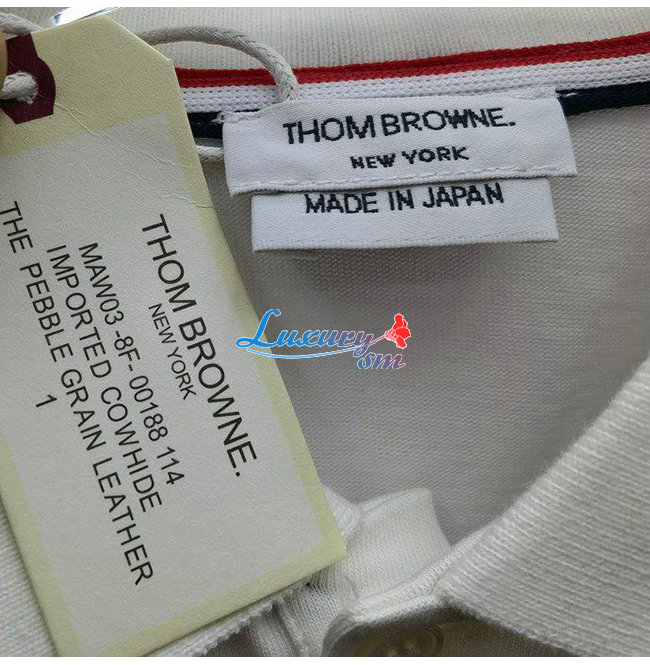 THOM BROWNE.
NEW YORK
MADE IN JAPAN
THOM BROWNE.
NEW YORK
MAW03 -8F- 00188 114
IMPORTED COWHIDE
THE PEBBLE GRAIN LEATHER
1
Luxury
sm